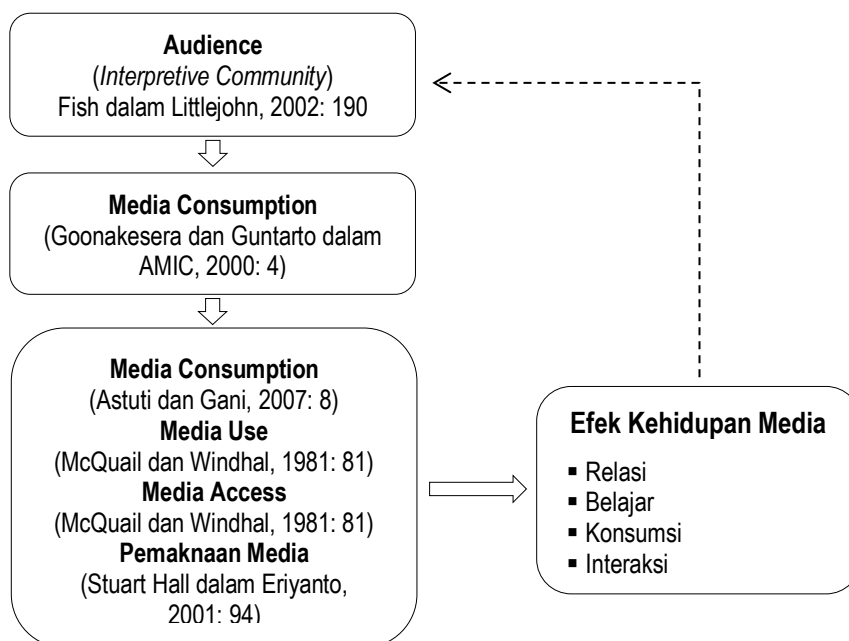 Audience
(Interpretive Community)
Fish dalam Littlejohn, 2002: 190
Media Consumption
(Goonakesera dan Guntarto dalam
AMIC, 2000: 4)
Media Consumption
(Astuti dan Gani, 2007: 8)
Media Use
(McQuail dan Windhal, 1981: 81)
Media Access
(McQuail dan Windhal, 1981: 81)
Pemaknaan Media
(Stuart Hall dalam Eriyanto,
2001: 94)
Efek Kehidupan Media
▪ Relasi
▪ Belajar
▪ Konsumsi
▪ Interaksi